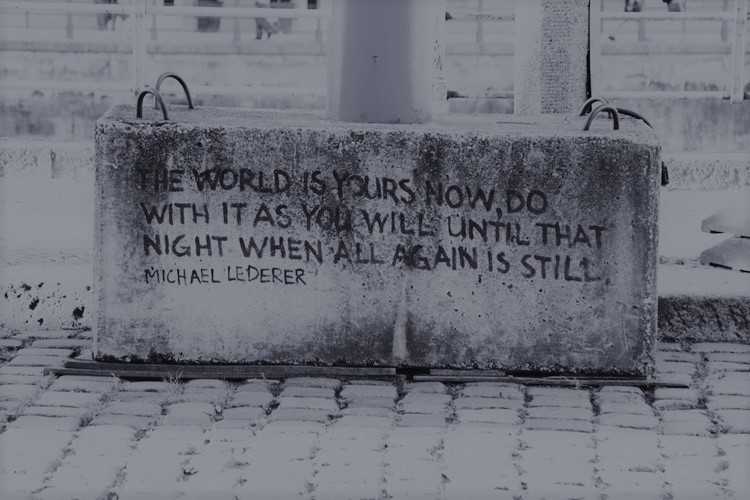 THE WORLD IS YOURS NOW, DO
WITH IT AS YOU WILL UNTIL THAT
NIGHT WHEN ALL AGAIN IS STILL.
MICHAEL LEDERER